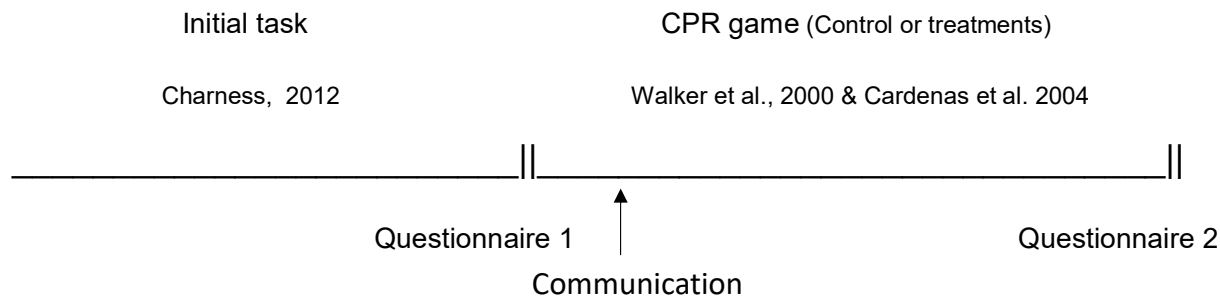 Initial task
CPR game (Control or treatments)
Charness, 2012
Walker et al., 2000 & Cardenas et al. 2004
Questionnaire 1
Questionnaire 2
Communication